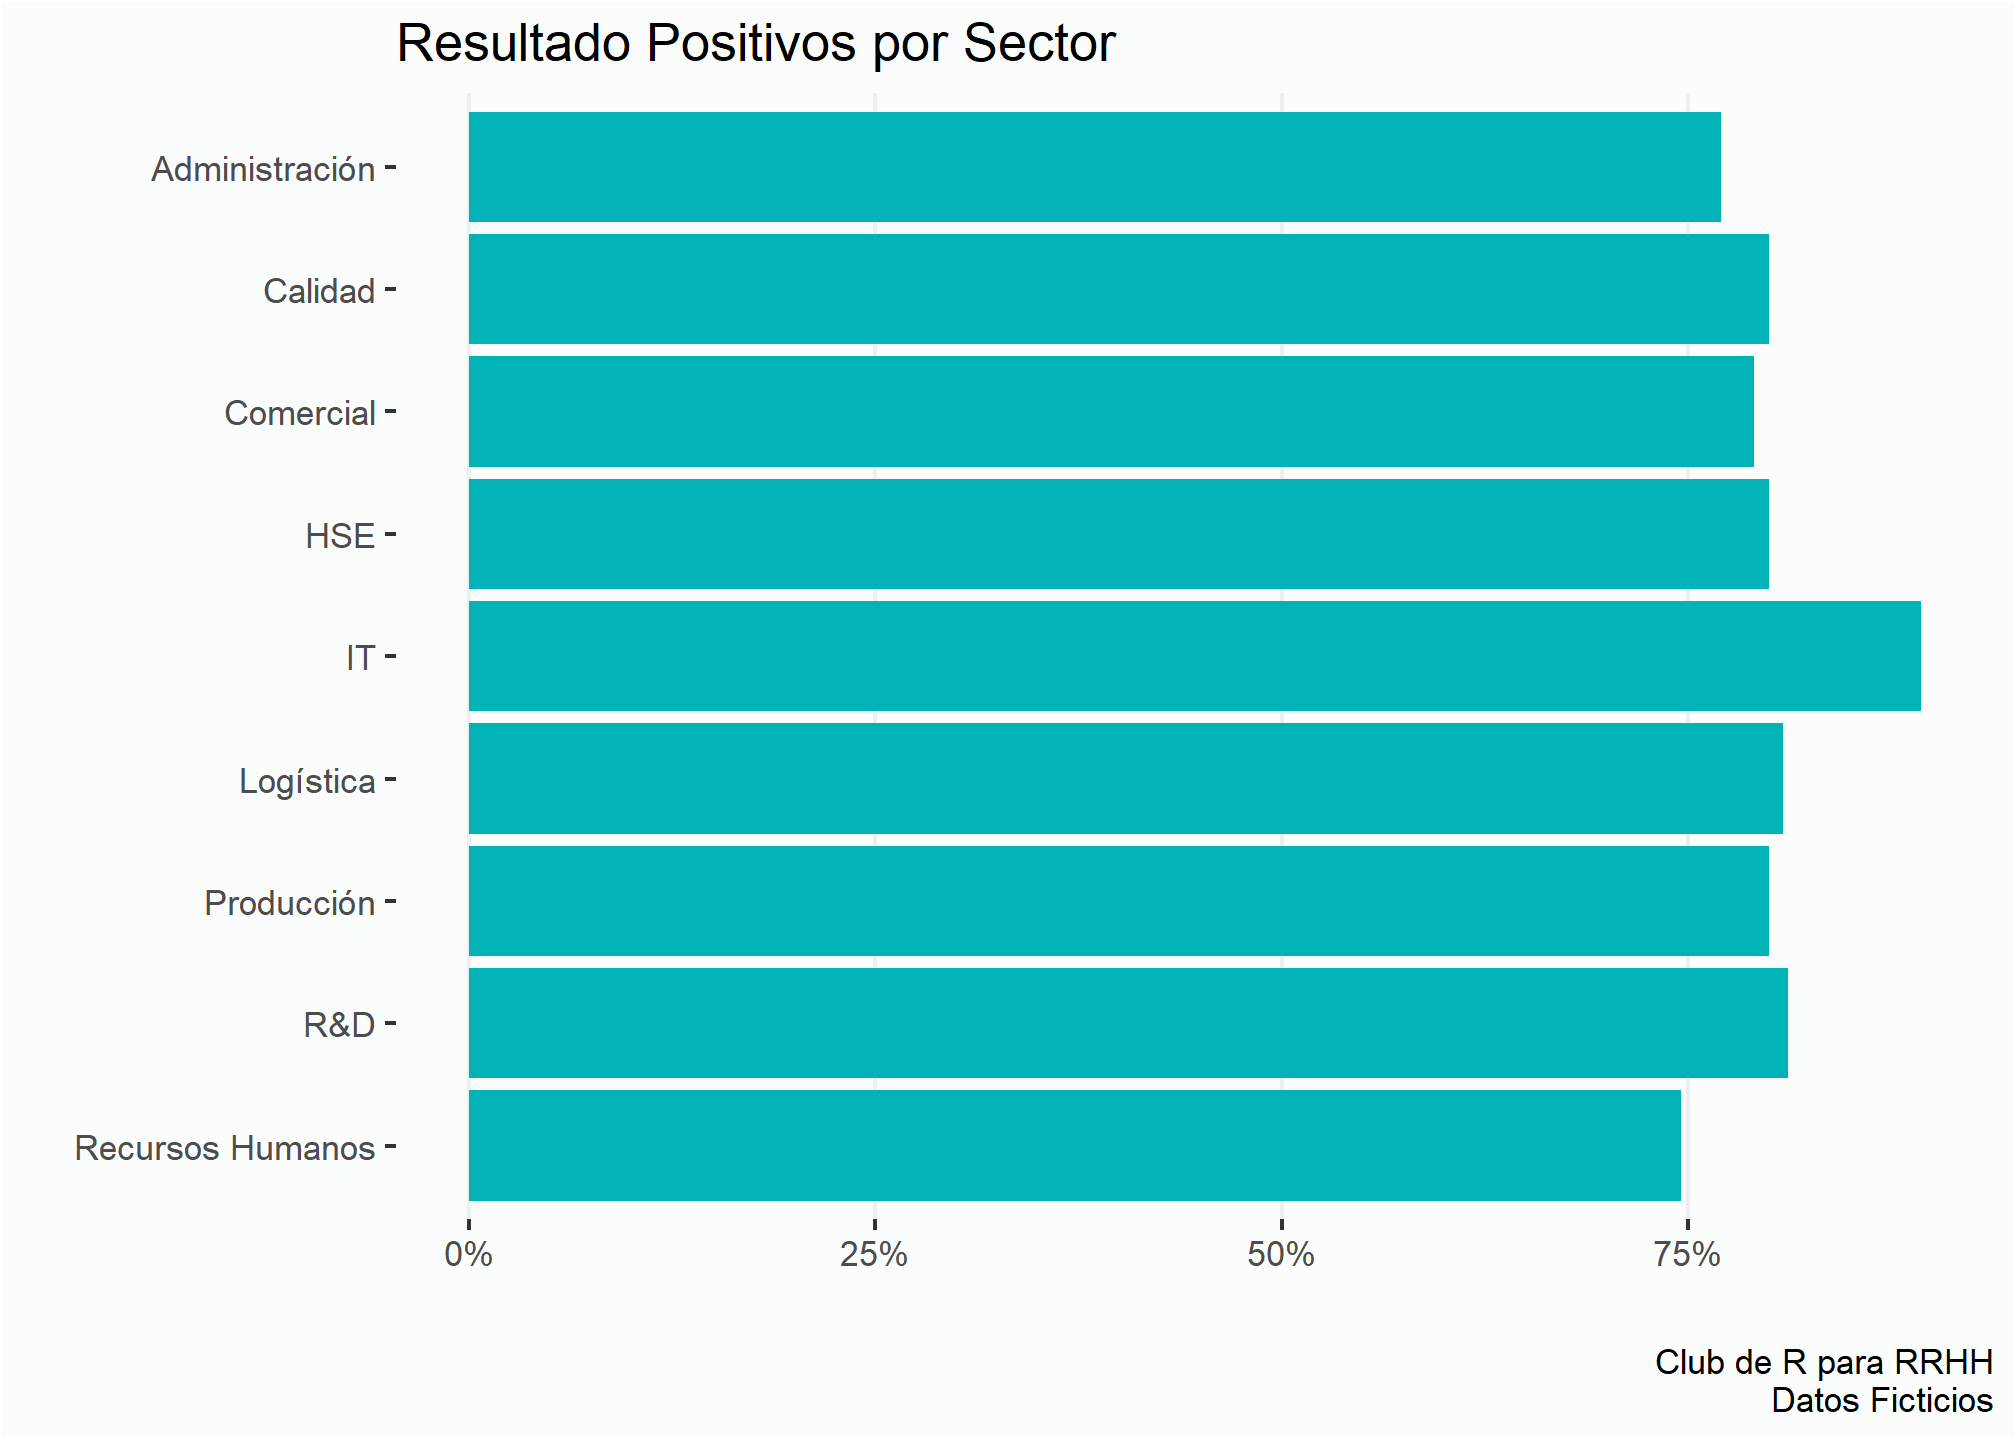 Resultado Positivos por Sector
Administración
Calidad
Comercial
HSE
IT
Logística
Producción
R&D
Recursos Humanos
0% 25% 50% 75%
Club de R para RRHH
Datos Ficticios